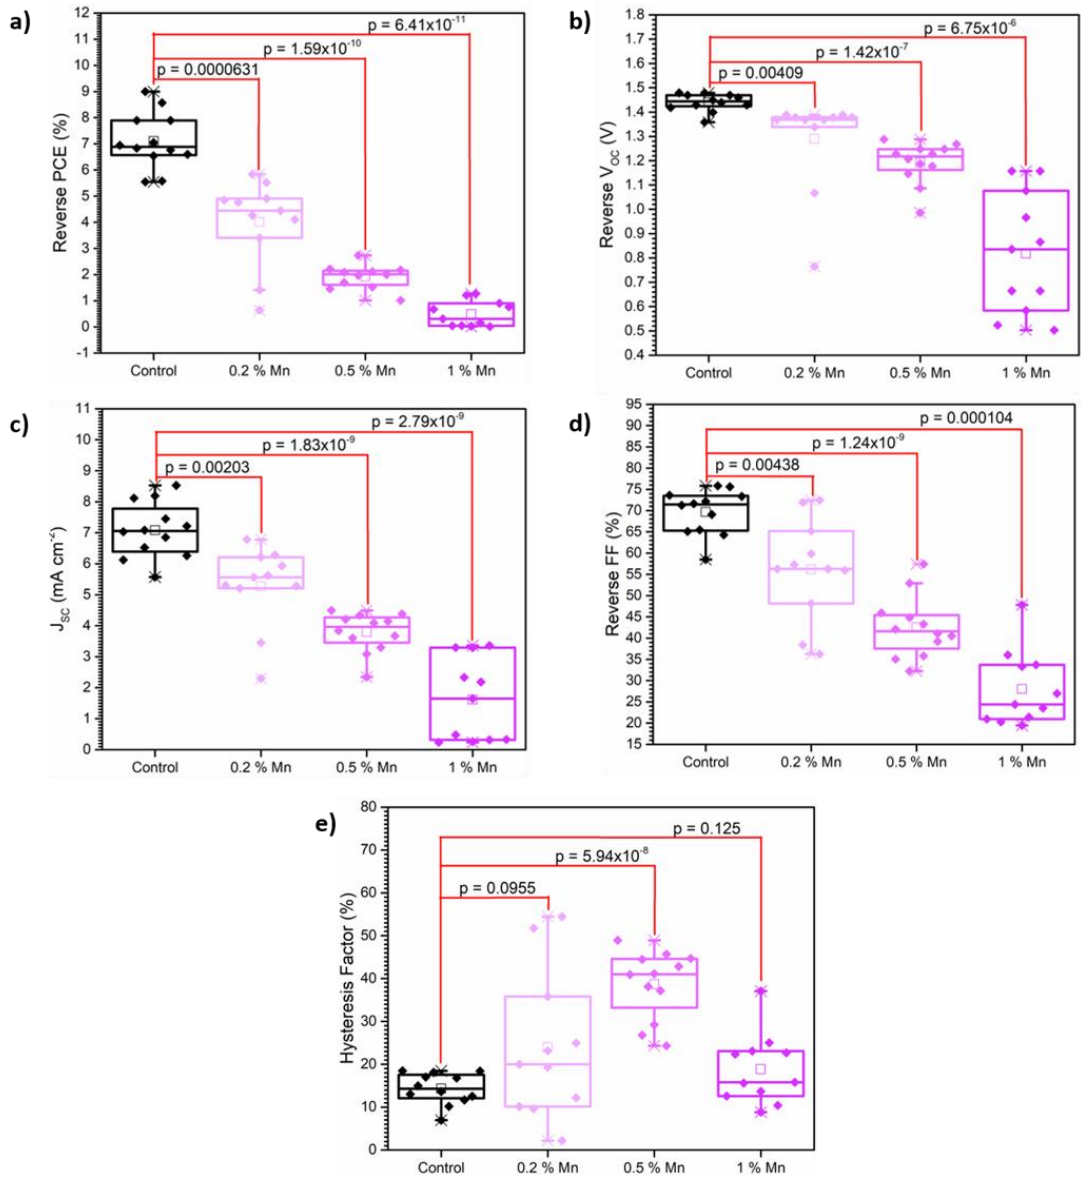 a)
12
11
10
9
8
7
6
5
4
3
2
1
0
-1
Reverse PCE (%)
p = 6.41x10⁻¹¹
p = 1.59x10⁻¹⁰
p = 0.0000631
Control
0.2 % Mn
0.5 % Mn
1 % Mn
b)
1.8
1.7
1.6
1.5
1.4
1.3
1.2
1.1
1.0
0.9
0.8
0.7
0.6
0.5
0.4
Reverse V_OC (V)
p = 6.75x10⁻⁶
p = 1.42x10⁻⁷
p = 0.00409
Control
0.2 % Mn
0.5 % Mn
1 % Mn
c)
11
10
9
8
7
6
5
4
3
2
1
0
J_SC (mA cm⁻²)
p = 2.79x10⁻⁹
p = 1.83x10⁻⁹
p = 0.00203
Control
0.2 % Mn
0.5 % Mn
1 % Mn
d)
95
90
85
80
75
70
65
60
55
50
45
40
35
30
25
20
15
Reverse FF (%)
p = 0.000104
p = 1.24x10⁻⁹
p = 0.00438
Control
0.2 % Mn
0.5 % Mn
1 % Mn
e)
80
70
60
50
40
30
20
10
0
Hysteresis Factor (%)
p = 0.125
p = 5.94x10⁻⁸
p = 0.0955
Control
0.2 % Mn
0.5 % Mn
1 % Mn